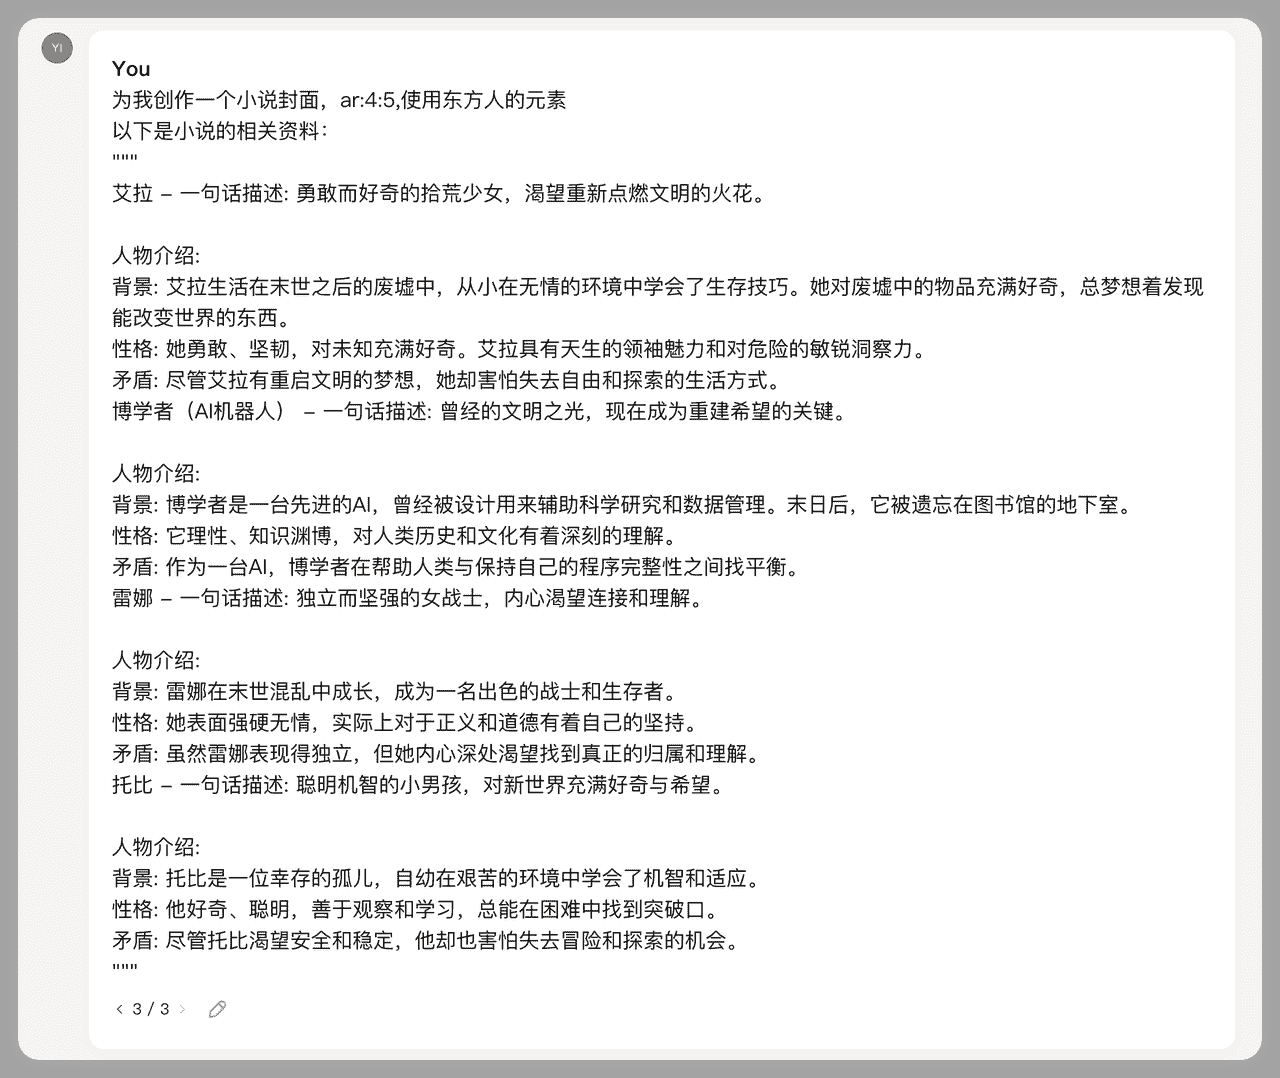 YI
You
为我创作一个小说封面，ar:4:5,使用东方人的元素
以下是小说的相关资料：
"""
艾拉 – 一句话描述: 勇敢而好奇的拾荒少女，渴望重新点燃文明的火花。
人物介绍:
背景: 艾拉生活在末世之后的废墟中，从小在无情的环境中学会了生存技巧。她对废墟中的物品充满好奇，总梦想着发现
能改变世界的东西。
性格: 她勇敢、坚韧，对未知充满好奇。艾拉具有天生的领袖魅力和对危险的敏锐洞察力。
矛盾: 尽管艾拉有重启文明的梦想，她却害怕失去自由和探索的生活方式。
博学者（AI机器人） – 一句话描述: 曾经的文明之光，现在成为重建希望的关键。
人物介绍:
背景: 博学者是一台先进的AI，曾经被设计用来辅助科学研究和数据管理。末日后，它被遗忘在图书馆的地下室。
性格: 它理性、知识渊博，对人类历史和文化有着深刻的理解。
矛盾: 作为一台AI，博学者在帮助人类与保持自己的程序完整性之间找平衡。
雷娜 – 一句话描述: 独立而坚强的女战士，内心渴望连接和理解。
人物介绍:
背景: 雷娜在末世混乱中成长，成为一名出色的战士和生存者。
性格: 她表面强硬无情，实际上对于正义和道德有着自己的坚持。
矛盾: 虽然雷娜表现得独立，但她内心深处渴望找到真正的归属和理解。
托比 – 一句话描述: 聪明机智的小男孩，对新世界充满好奇与希望。
人物介绍:
背景: 托比是一位幸存的孤儿，自幼在艰苦的环境中学会了机智和适应。
性格: 他好奇、聪明，善于观察和学习，总能在困难中找到突破口。
矛盾: 尽管托比渴望安全和稳定，他却也害怕失去冒险和探索的机会。
"""
‹ 3 / 3 ›